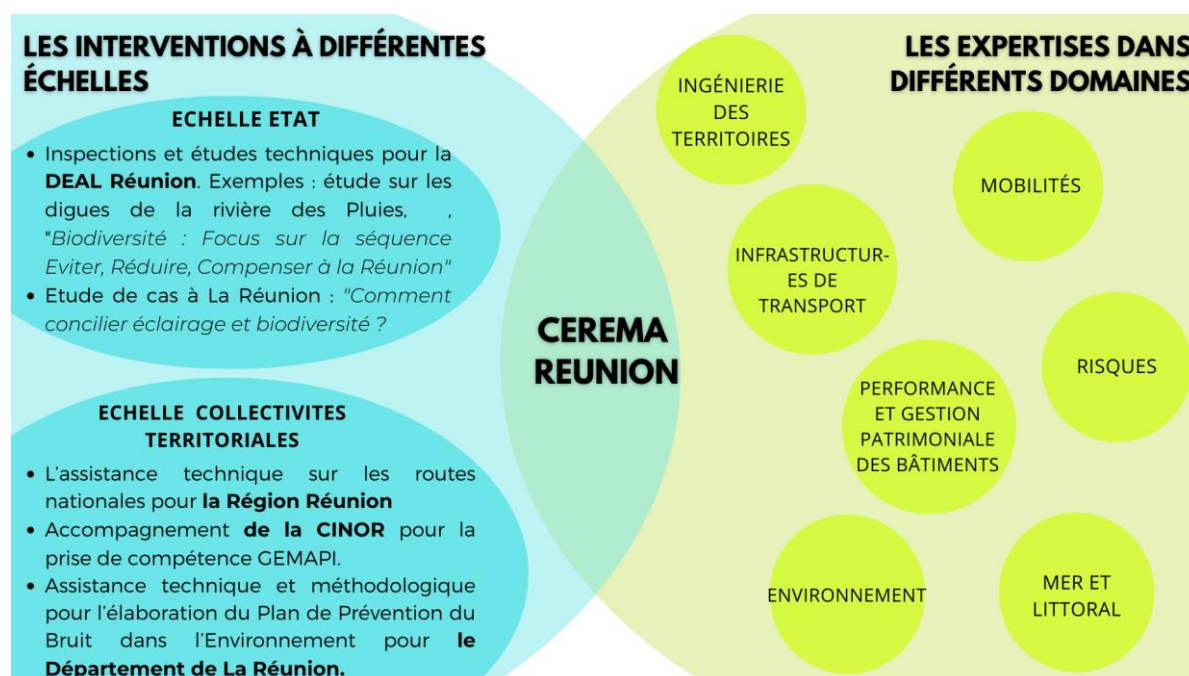 LES INTERVENTIONS À DIFFÉRENTES
ÉCHELLES
ECHELLE ETAT
• Inspections et études techniques pour la
DEAL Réunion. Exemples : étude sur les
digues de la rivière des Pluies, ,
"Biodiversité : Focus sur la séquence
Eviter, Réduire, Compenser à la Réunion"
• Etude de cas à La Réunion : "Comment
concilier éclairage et biodiversité ?
ECHELLE COLLECTIVITES
TERRITORIALES
• L'assistance technique sur les routes
nationales pour la Région Réunion
• Accompagnement de la CINOR pour la
prise de compétence GEMAPI.
• Assistance technique et méthodologique
pour l'élaboration du Plan de Prévention du
Bruit dans l'Environnement pour le
Département de La Réunion.
CEREMA
REUNION
LES EXPERTISES DANS
DIFFÉRENTS DOMAINES
INGÉNIERIE
DES
TERRITOIRES
MOBILITÉS
INFRASTRUCTUR-
ES DE
TRANSPORT
RISQUES
PERFORMANCE
ET GESTION
PATRIMONIALE
DES BÂTIMENTS
ENVIRONNEMENT
MER ET
LITTORAL